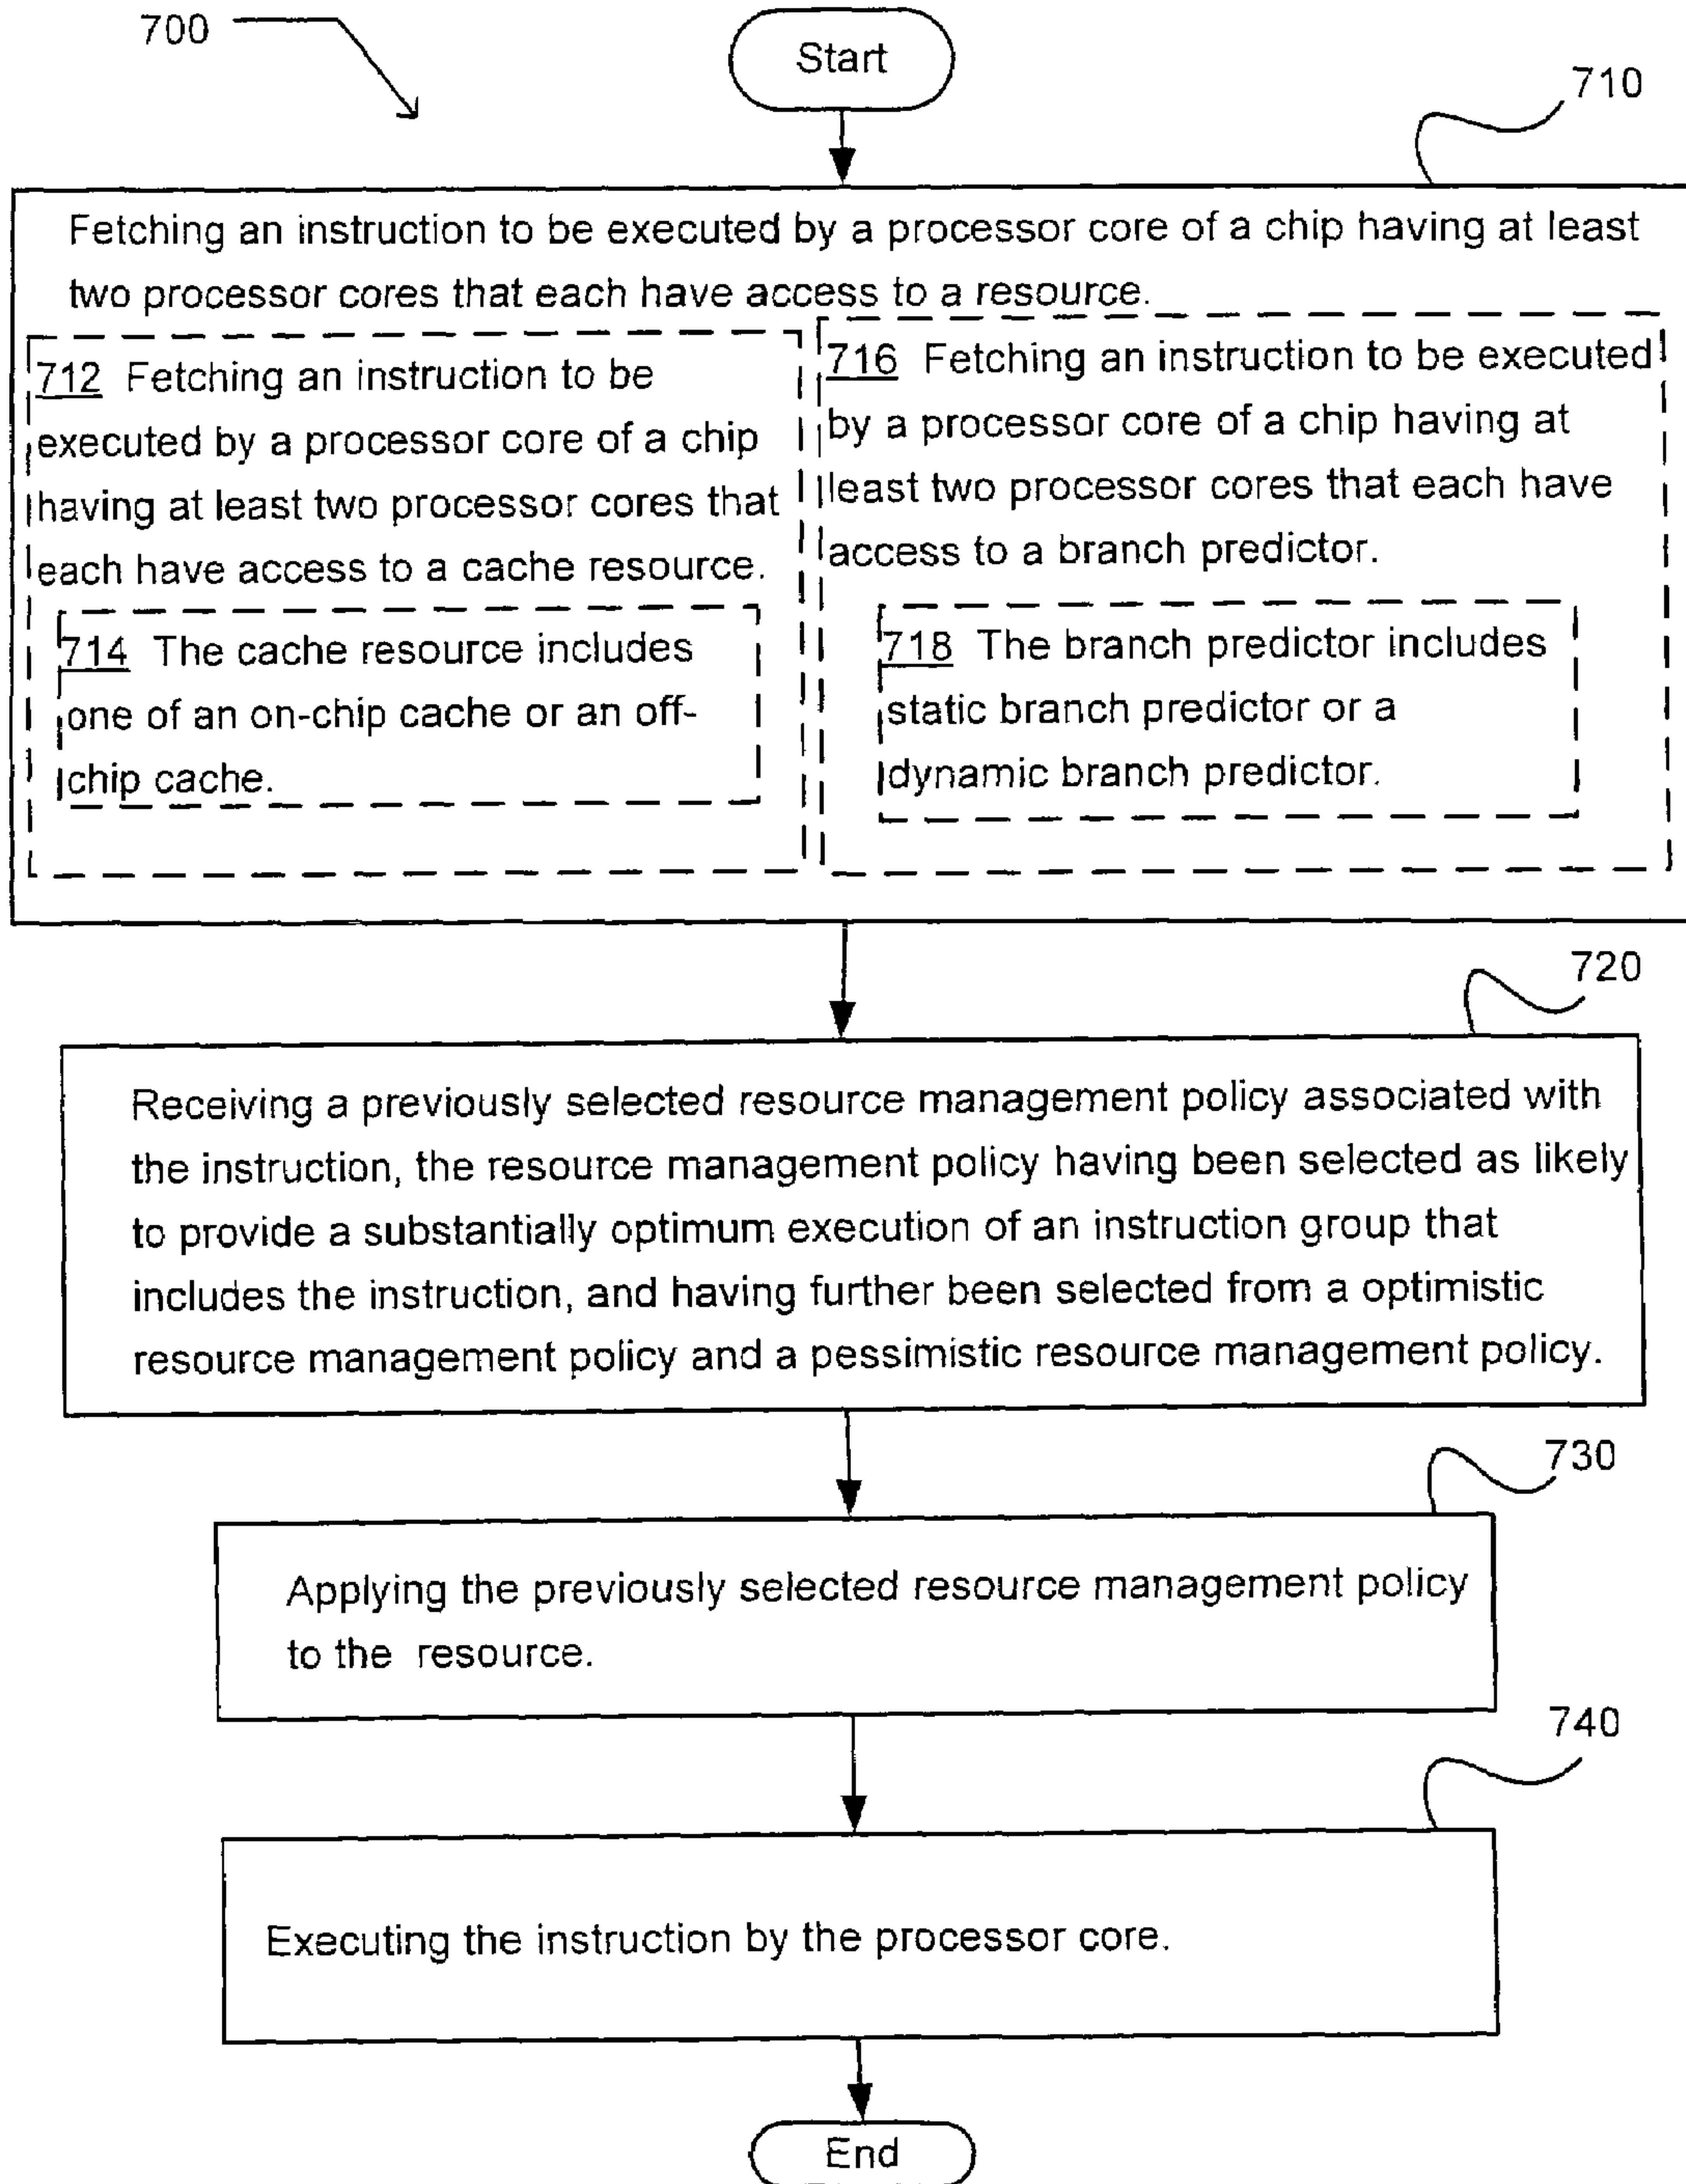 700
Start
710
Fetching an instruction to be executed by a processor core of a chip having at least
two processor cores that each have access to a resource.
712 Fetching an instruction to be
executed by a processor core of a chip
having at least two processor cores that
each have access to a cache resource.
714 The cache resource includes
one of an on-chip cache or an off-
chip cache.
716 Fetching an instruction to be executed
by a processor core of a chip having at
least two processor cores that each have
access to a branch predictor.
718 The branch predictor includes
static branch predictor or a
dynamic branch predictor.
720
Receiving a previously selected resource management policy associated with
the instruction, the resource management policy having been selected as likely
to provide a substantially optimum execution of an instruction group that
includes the instruction, and having further been selected from a optimistic
resource management policy and a pessimistic resource management policy.
730
Applying the previously selected resource management policy
to the resource.
740
Executing the instruction by the processor core.
End